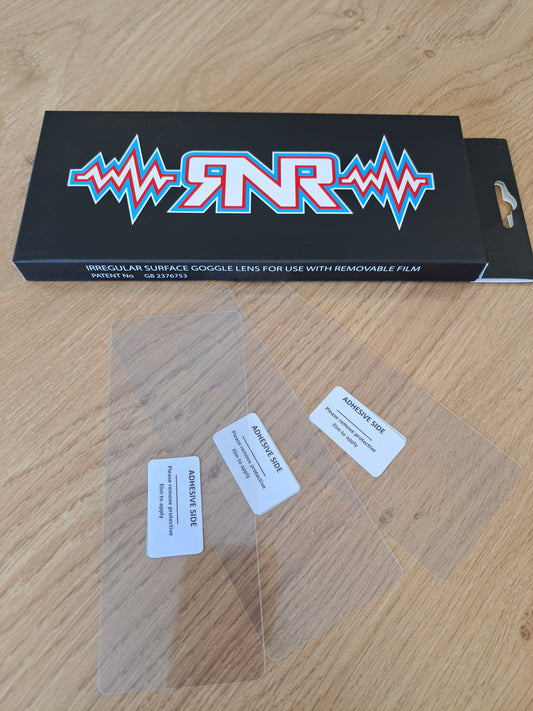 RNR
IRREGULAR SURFACE GOGGLE LENS FOR USE WITH REMOVABLE FILM
PATENT No GB 2376753
ADHESIVE SIDE
Please remove protective
film to apply
ADHESIVE SIDE
Please remove protective
film to apply
ADHESIVE SIDE
Please remove protective
film to apply